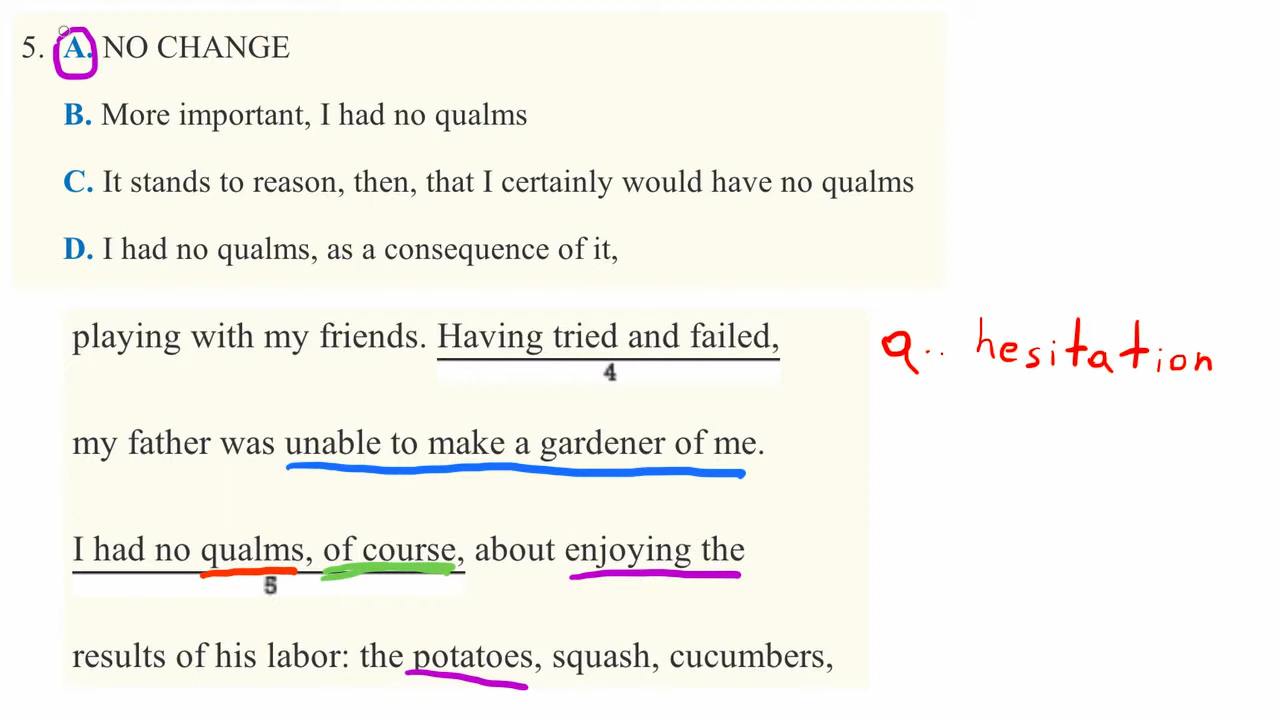 5. A. NO CHANGE
B. More important, I had no qualms
C. It stands to reason, then, that I certainly would have no qualms
D. I had no qualms, as a consequence of it,
playing with my friends. Having tried and failed,
4
my father was unable to make a gardener of me.
I had no qualms, of course, about enjoying the
5
results of his labor: the potatoes, squash, cucumbers,
q.. hesitation